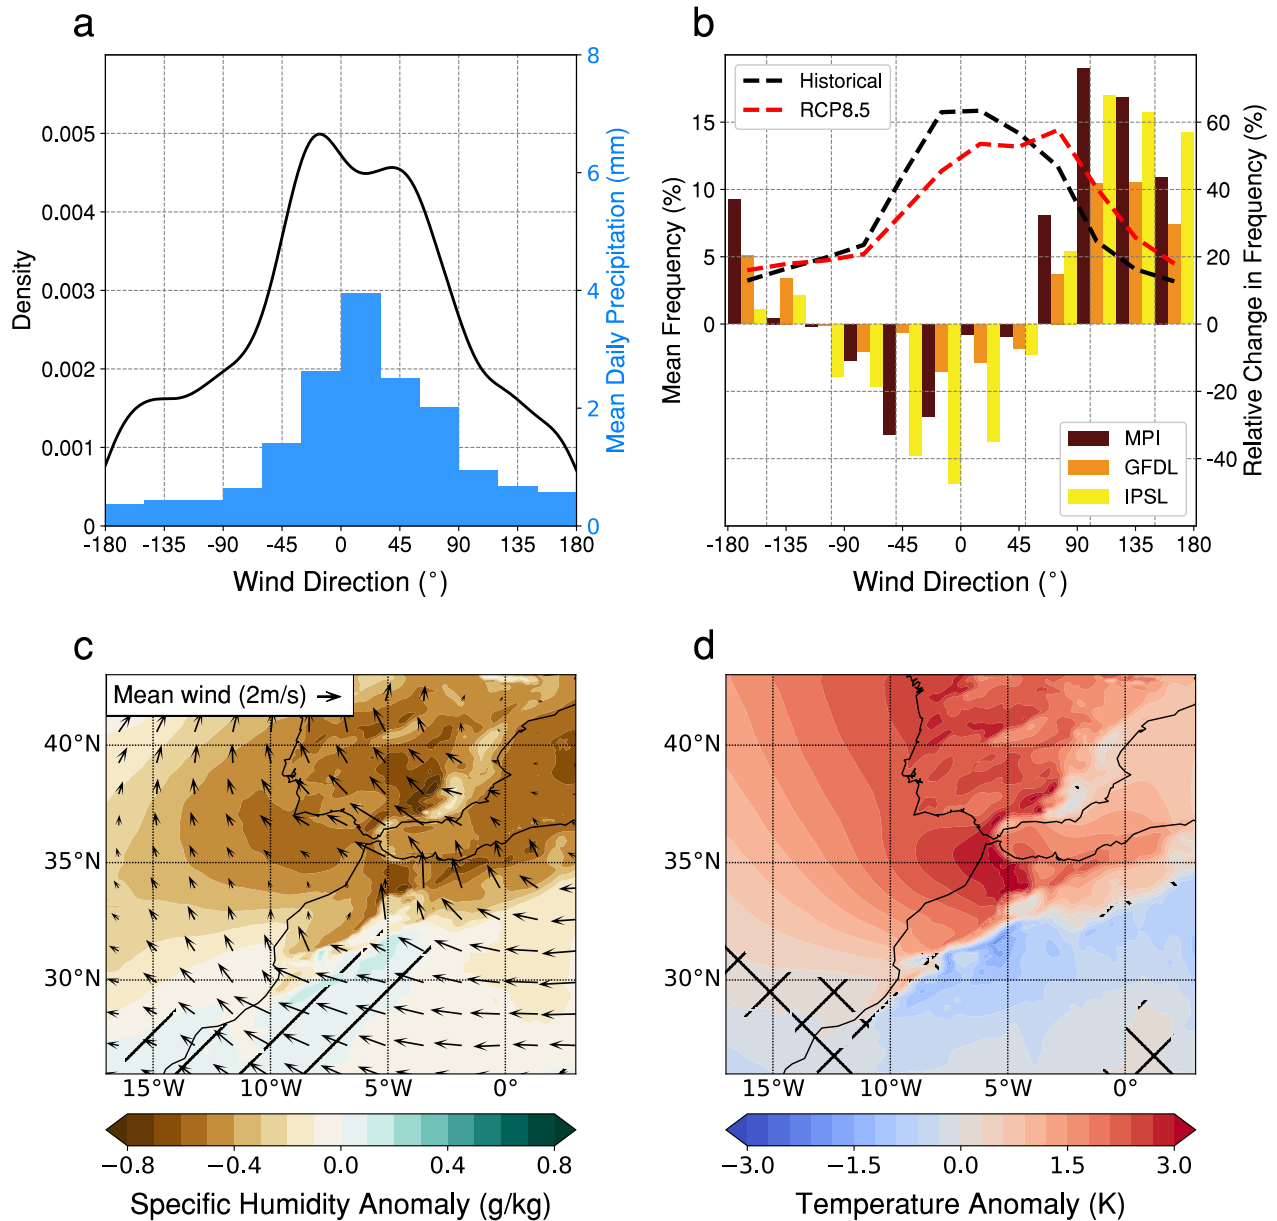 a
Density
0.005
0.004
0.003
0.002
0.001
0
8
6
4
2
0
Mean Daily Precipitation (mm)
-180 -135 -90 -45 0 45 90 135 180
Wind Direction (°)
b
Mean Frequency (%)
15
10
5
0
Historical
RCP8.5
60
40
20
0
-20
-40
Relative Change in Frequency (%)
MPI
GFDL
IPSL
-180 -135 -90 -45 0 45 90 135 180
Wind Direction (°)
c
Mean wind (2m/s)
40°N
35°N
30°N
15°W 10°W 5°W 0°
−0.8 −0.4 0.0 0.4 0.8
Specific Humidity Anomaly (g/kg)
d
40°N
35°N
30°N
15°W 10°W 5°W 0°
−3.0 −1.5 0.0 1.5 3.0
Temperature Anomaly (K)